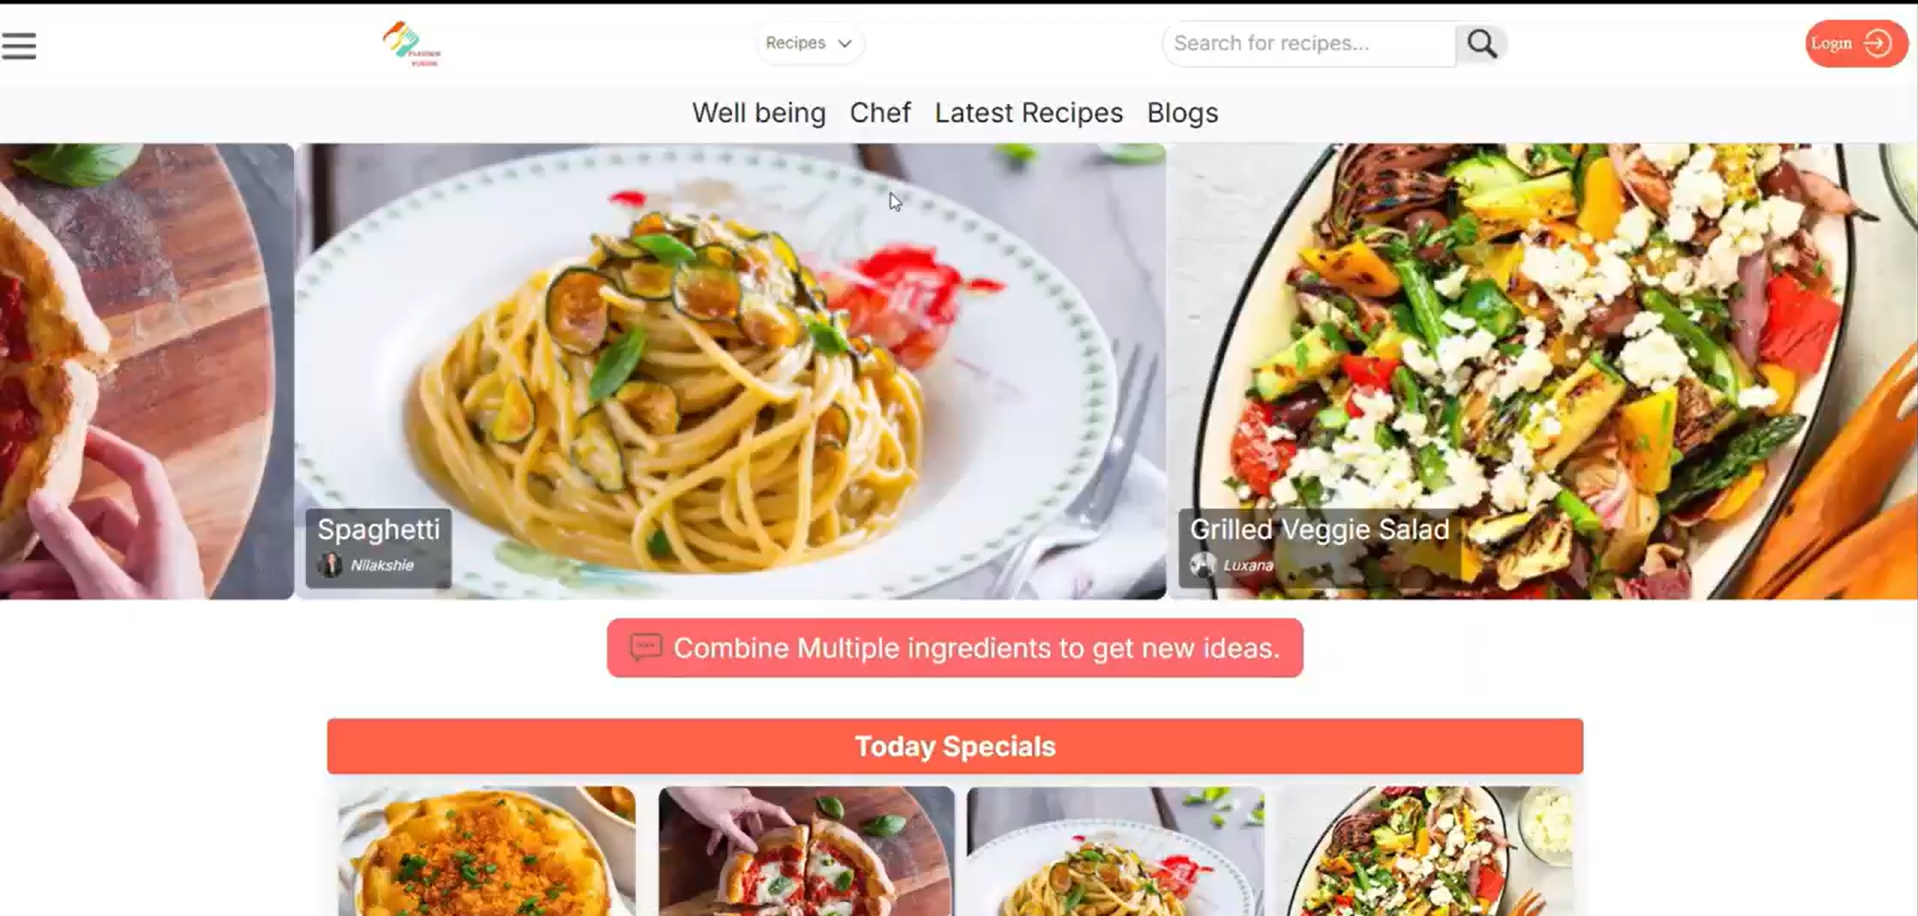 Recipes
Search for recipes...
Login
Well being Chef Latest Recipes Blogs
Spaghetti
Nilakshie
Grilled Veggie Salad
Luxana
Combine Multiple ingredients to get new ideas.
Today Specials